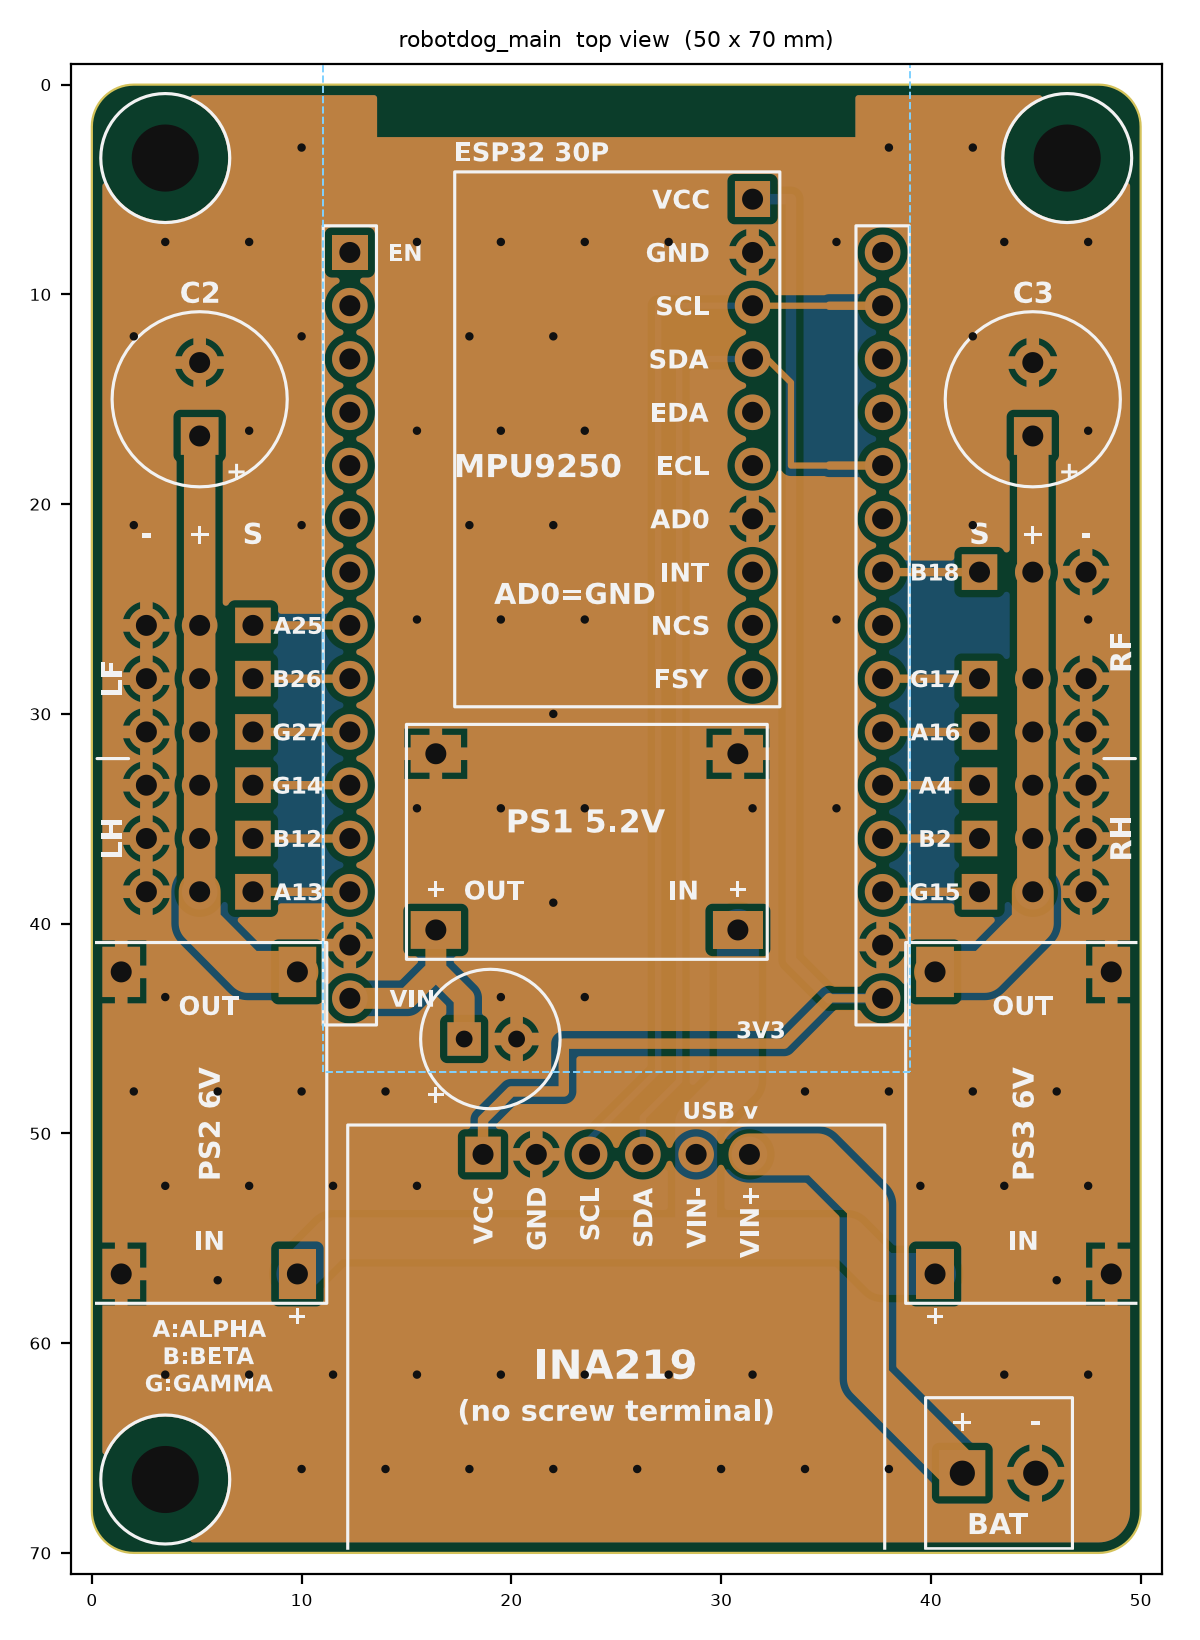 robotdog_main  top view  (50 x 70 mm)
0
ESP32 30P
VCC
EN
GND
10
C2
SCL
C3
SDA
EDA
+
MPU9250
ECL
+
20
- + S
AD0
S + -
INT
B18
AD0=GND
A25
NCS
LF
B26
FSY
G17
RF
30
G27
A16
G14
A4
PS1 5.2V
LH
B12
B2
RH
+ OUT
IN +
A13
G15
40
OUT
VIN
OUT
3V3
+
USB v
PS2 6V
PS3 6V
50
VCC
GND
SCL
SDA
VIN-
VIN+
IN
IN
+
+
A:ALPHA
B:BETA
G:GAMMA
60
INA219
(no screw terminal)
+ -
BAT
70
0 10 20 30 40 50